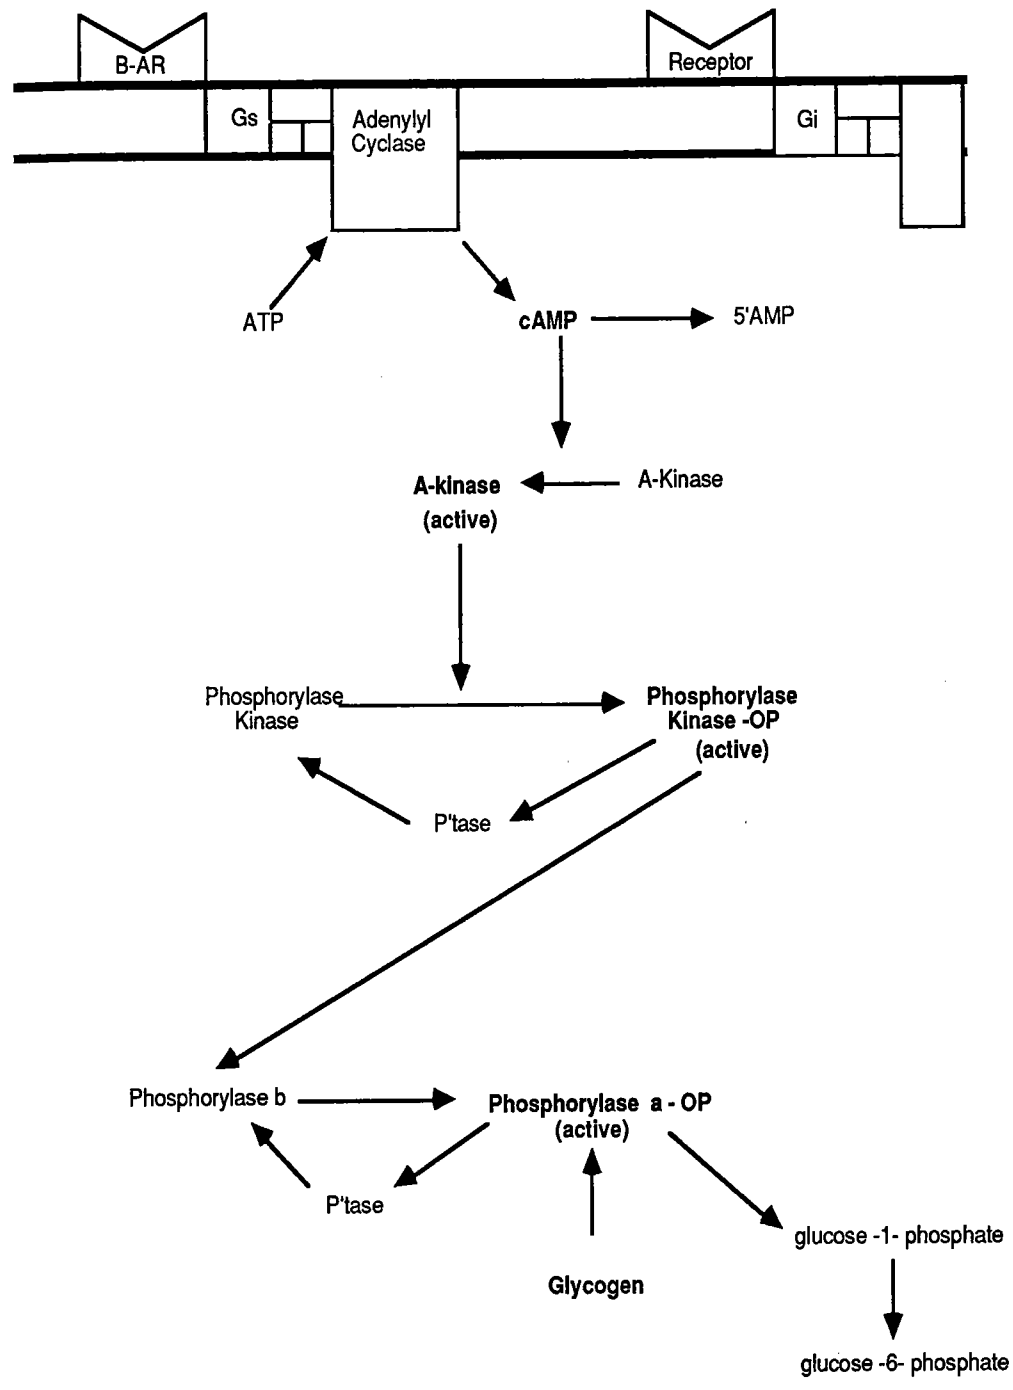 B-AR
Receptor
Gs
Adenylyl
Cyclase
Gi
ATP
cAMP
5'AMP
A-kinase
(active)
A-Kinase
Phosphorylase
Kinase
Phosphorylase
Kinase -OP
(active)
P'tase
Phosphorylase b
Phosphorylase a - OP
(active)
P'tase
glucose -1- phosphate
Glycogen
glucose -6- phosphate